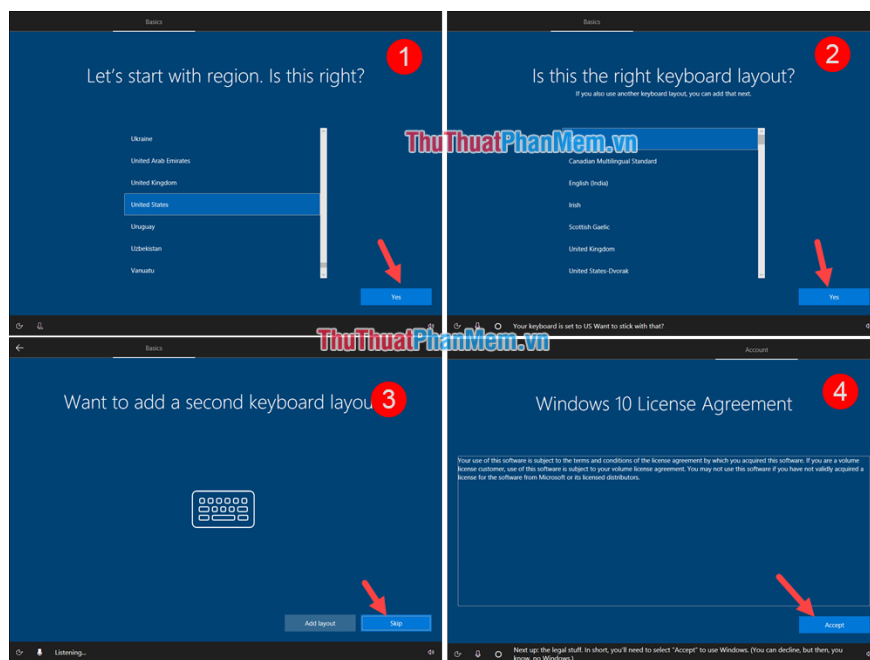 Basics
1
Let's start with region. Is this right?
Ukraine
United Arab Emirates
United Kingdom
United States
Uruguay
Uzbekistan
Vanuatu
Yes
Basics
2
Is this the right keyboard layout?
If you also use another keyboard layout, you can add that next.
ThuThuatPhanMem.vn
Canadian Multilingual Standard
English (India)
Irish
Scottish Gaelic
United Kingdom
United States-Dvorak
Yes
Your keyboard is set to US Want to stick with that?
ThuThuatPhanMem.vn
Basics
3
Want to add a second keyboard layou
Add layout
Skip
Listening...
Account
4
Windows 10 License Agreement
Your use of this software is subject to the terms and conditions of the license agreement by which you acquired this software. If you are a volume
license customer, use of this software is subject to your volume license agreement. You may not use this software if you have not validly acquired a
license for the software from Microsoft or its licensed distributors.
Accept
Next up: the legal stuff. In short, you'll need to select "Accept" to use Windows. (You can decline, but then, you
know, no Windows.)